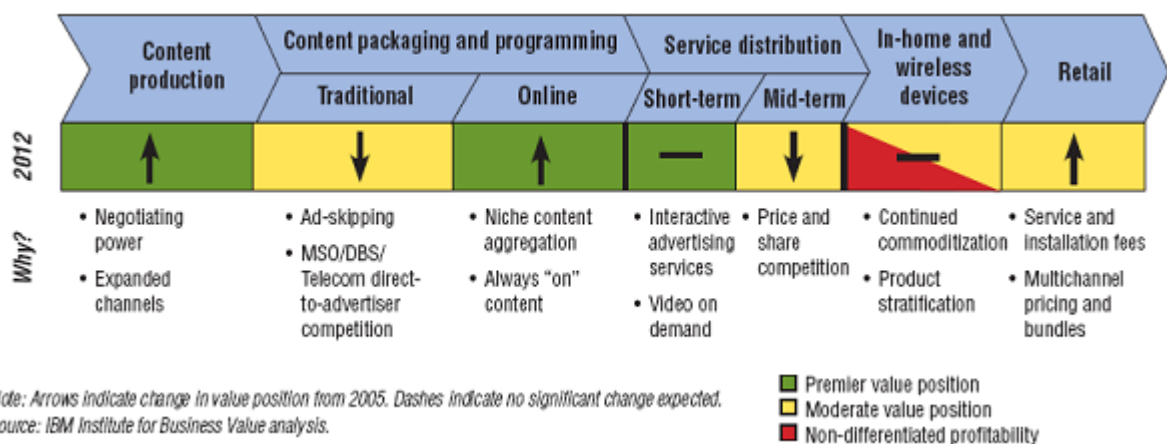 Content
production
Content packaging and programming
Traditional
Online
Service distribution
Short-term
Mid-term
In-home and
wireless
devices
Retail
2012
Why?
• Negotiating
power
• Expanded
channels
• Ad-skipping
• MSO/DBS/
Telecom direct-
to-advertiser
competition
• Niche content
aggregation
• Always “on”
content
• Interactive
advertising
services
• Video on
demand
• Price and
share
competition
• Continued
commoditization
• Product
stratification
• Service and
installation fees
• Multichannel
pricing and
bundles
ote: Arrows indicate change in value position from 2005. Dashes indicate no significant change expected.
ource: IBM Institute for Business Value analysis.
Premier value position
Moderate value position
Non-differentiated profitability